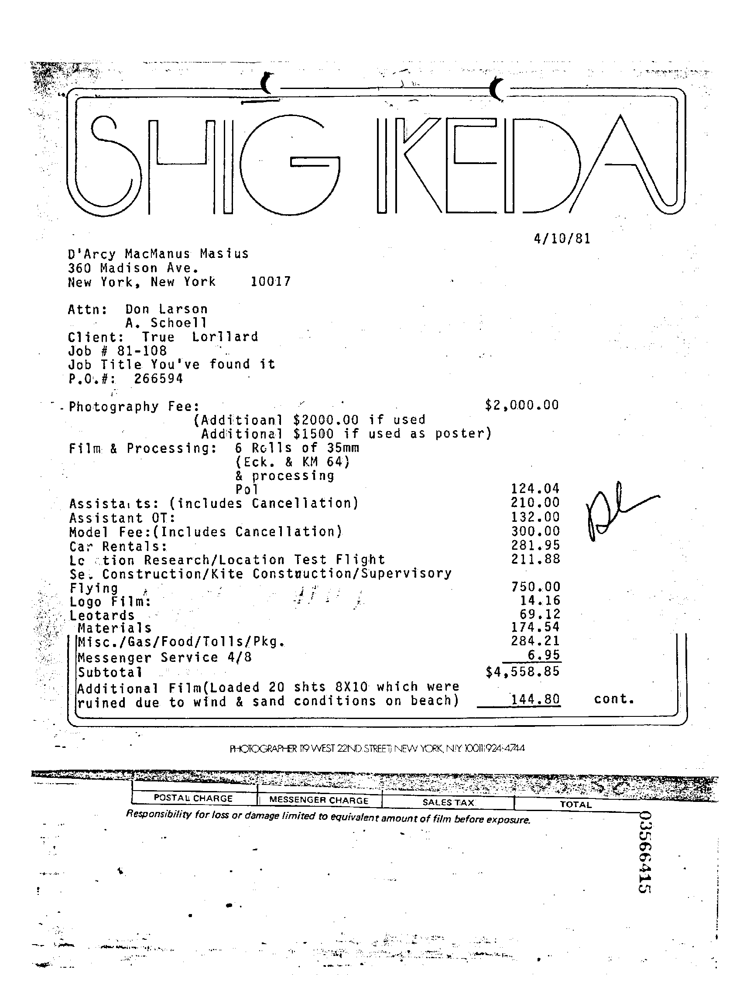 SHIG IKEDA
4/10/81
D'Arcy MacManus Masius
360 Madison Ave.
New York, New York 10017
Attn: Don Larson
A. Schoell
Client: True Lorllard
Job # 81-108
Job Title You've found it
P.O.#: 266594
Photography Fee: $2,000.00
(Additioanl $2000.00 if used
Additional $1500 if used as poster)
Film & Processing: 6 Rolls of 35mm
(Eck. & KM 64)
& processing
Pol 124.04
Assistants: (includes Cancellation) 210.00
Assistant OT: 132.00
Model Fee:(Includes Cancellation) 300.00
Car Rentals: 281.95
Location Research/Location Test Flight 211.88
Set Construction/Kite Construction/Supervisory
Flying 750.00
Logo Film: 14.16
Leotards 69.12
Materials 174.54
Misc./Gas/Food/Tolls/Pkg. 284.21
Messenger Service 4/8 6.95
Subtotal $4,558.85
Additional Film(Loaded 20 shts 8X10 which were
ruined due to wind & sand conditions on beach) 144.80 cont.
PHOTOGRAPHER 119 WEST 22ND STREET, NEW YORK, N.Y. 10011 924-4744
POSTAL CHARGE MESSENGER CHARGE SALES TAX TOTAL
Responsibility for loss or damage limited to equivalent amount of film before exposure.
03566415